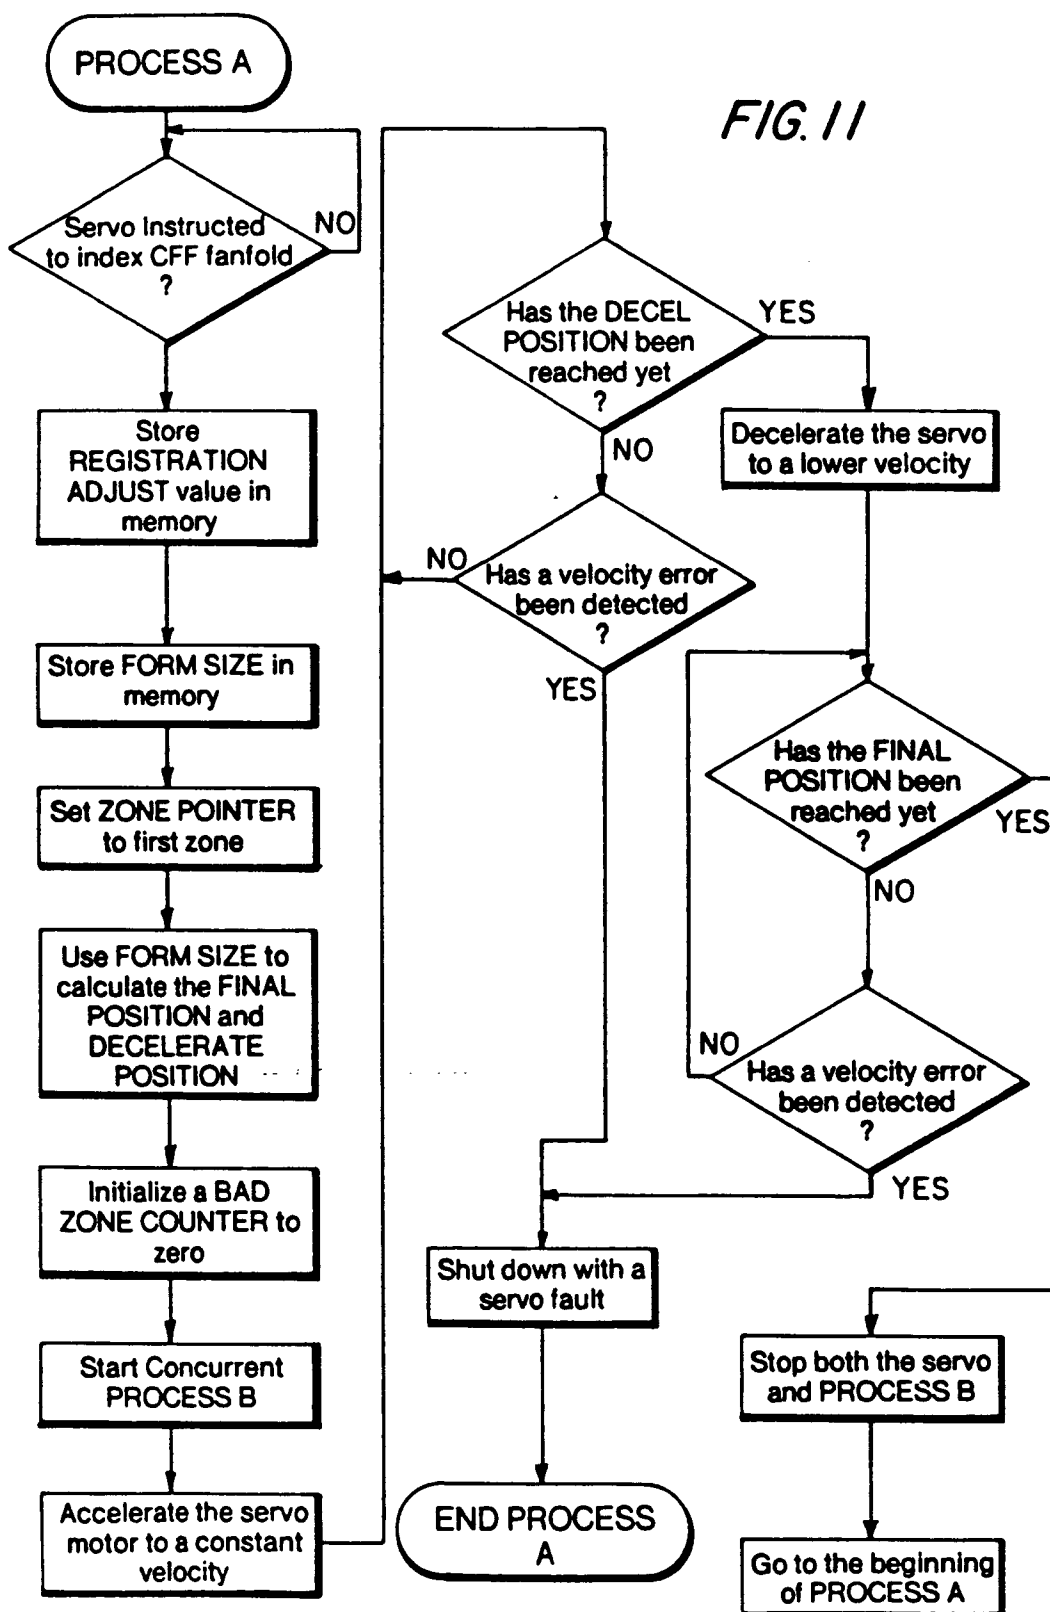 PROCESS A
FIG. 11
Servo Instructed
to index CFF fanfold
?
NO
Store
REGISTRATION
ADJUST value in
memory
Store FORM SIZE in
memory
Set ZONE POINTER
to first zone
Use FORM SIZE to
calculate the FINAL
POSITION and
DECELERATE
POSITION
Initialize a BAD
ZONE COUNTER to
zero
Start Concurrent
PROCESS B
Accelerate the servo
motor to a constant
velocity
Has the DECEL
POSITION been
reached yet
?
YES
NO
Has a velocity error
been detected
?
NO
YES
Decelerate the servo
to a lower velocity
Has the FINAL
POSITION been
reached yet
?
YES
NO
Has a velocity error
been detected
?
NO
YES
Shut down with a
servo fault
END PROCESS
A
Stop both the servo
and PROCESS B
Go to the beginning
of PROCESS A